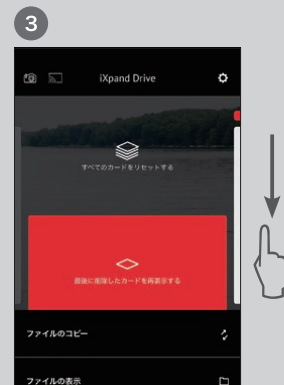 3
iXpand Drive
すべてのカードをリセットする
最後に削除したカードを再表示する
ファイルのコピー
ファイルの表示